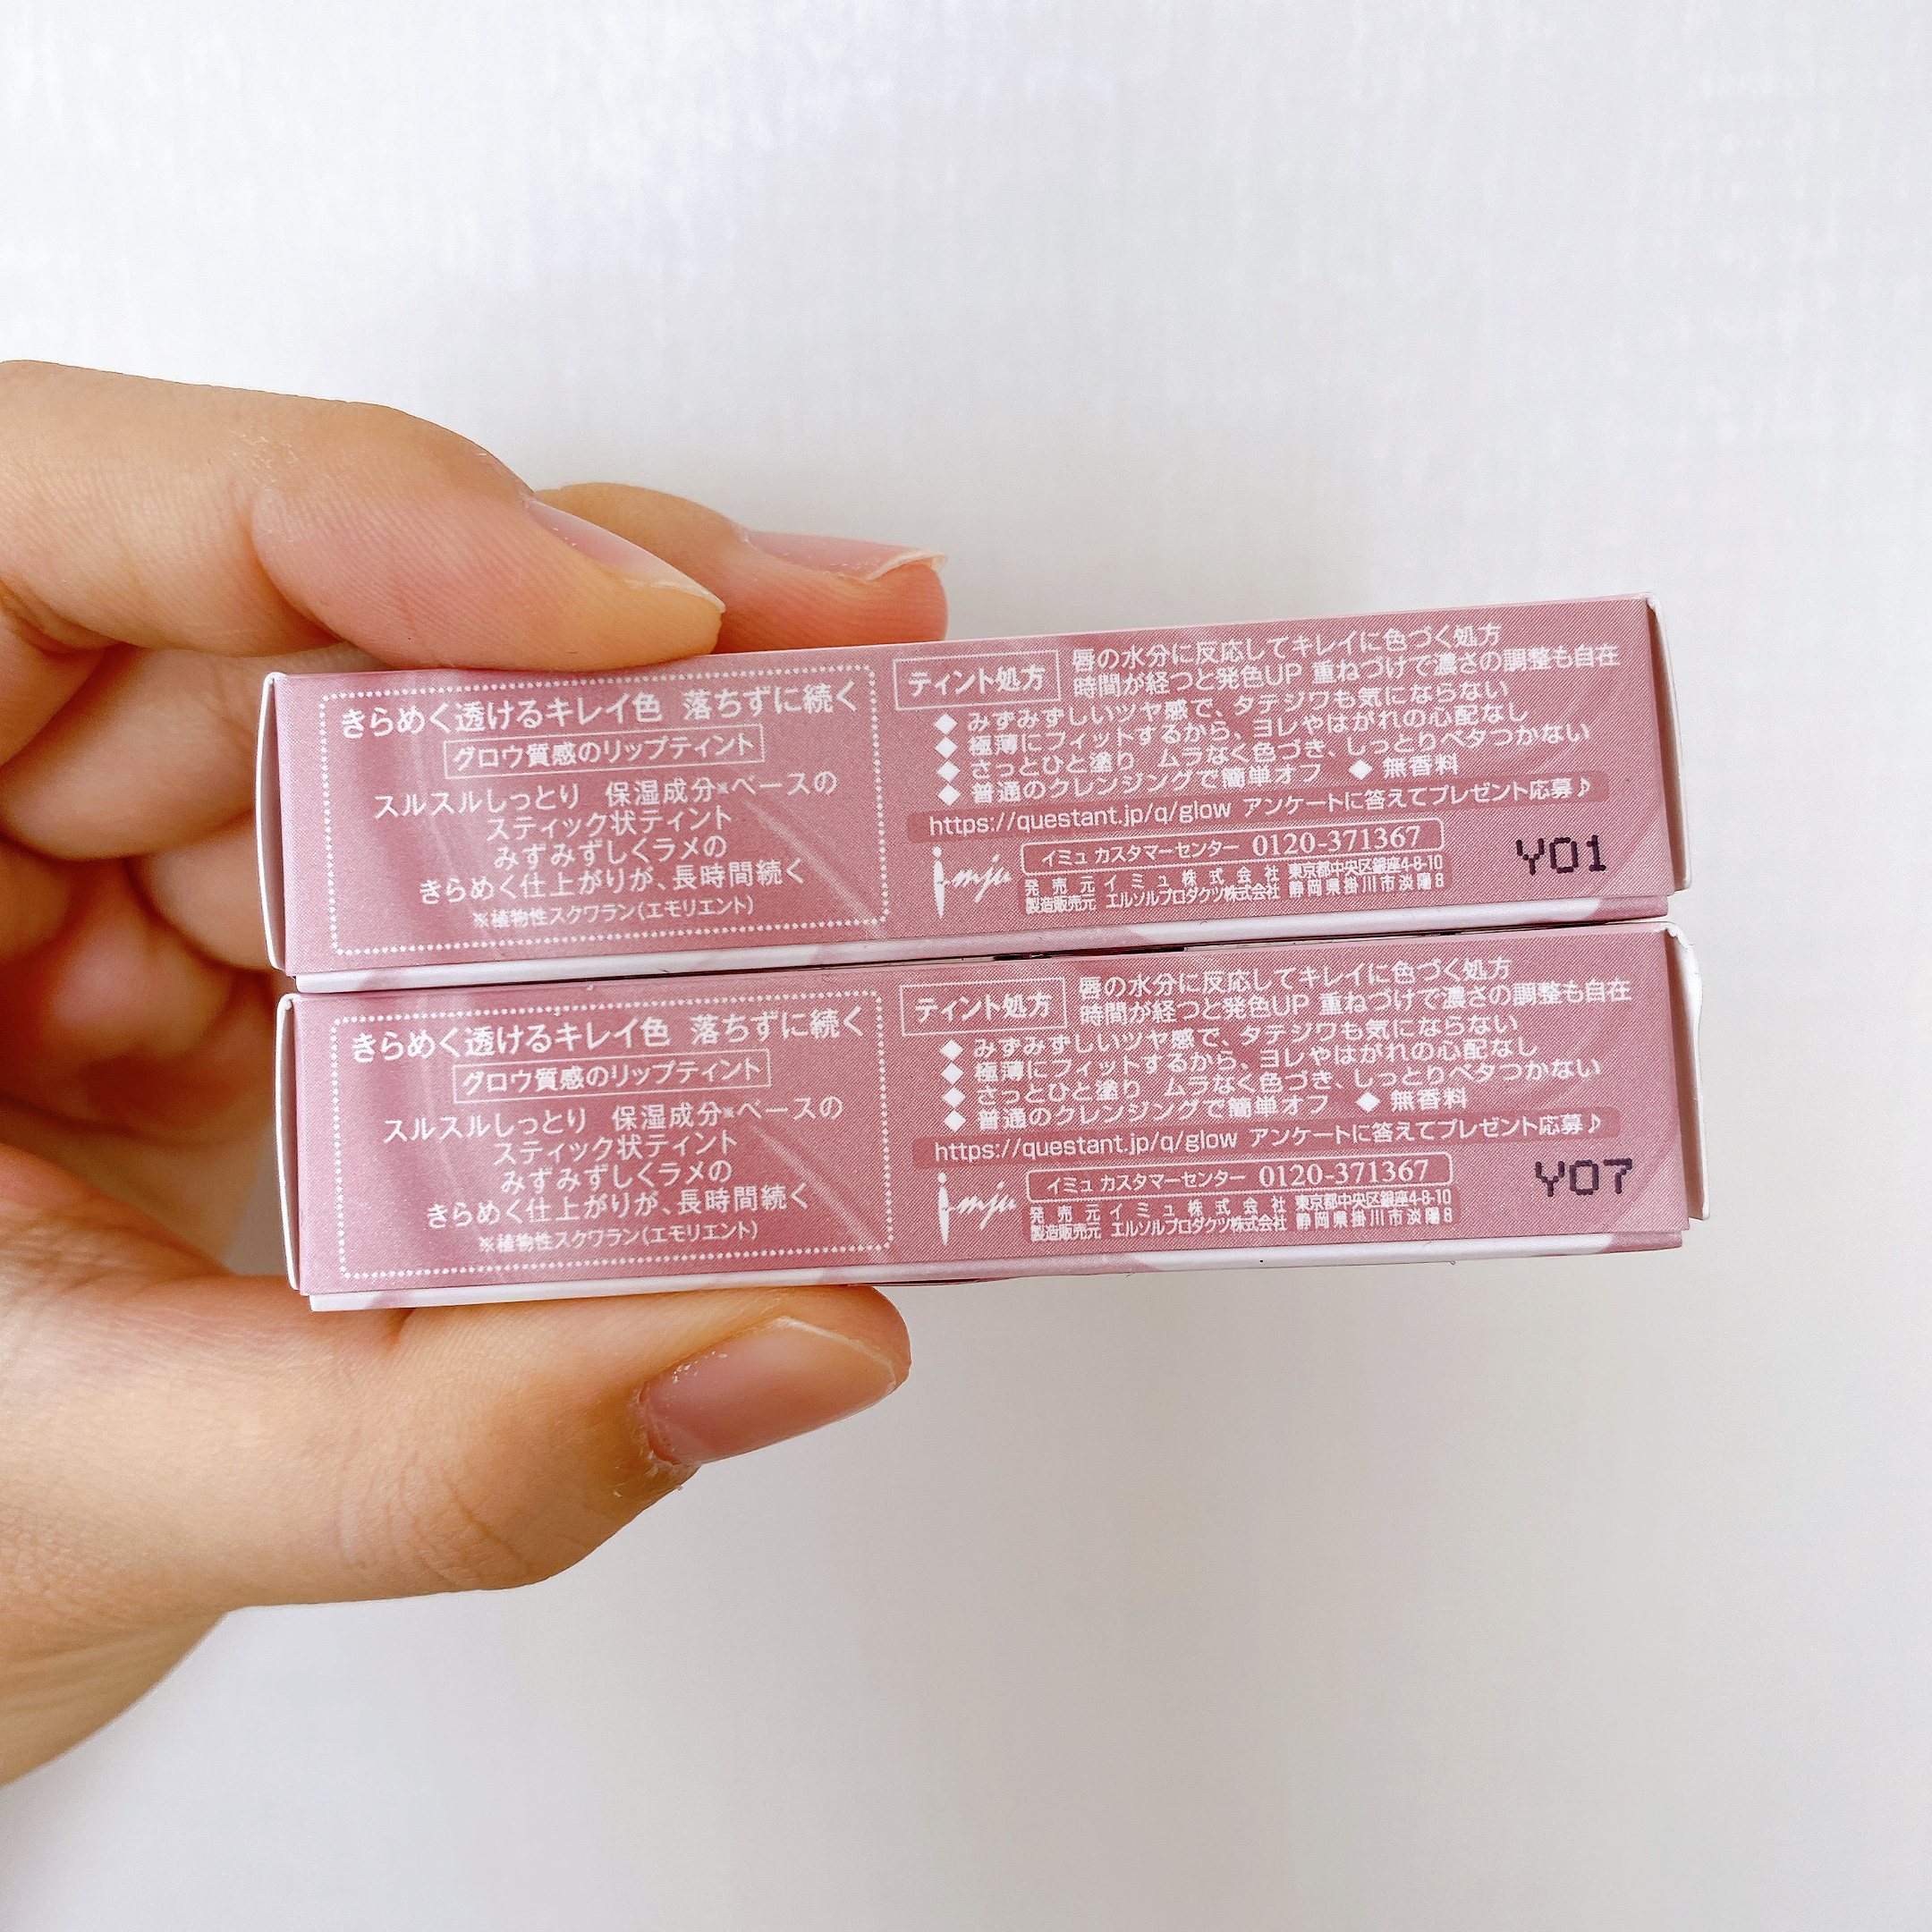 きらめく透けるキレイ色 落ちずに続く
グロウ質感のリップティント
スルスルしっとり 保湿成分※ベースの
スティック状ティント
みずみずしくラメの
きらめく仕上がりが、長時間続く
※植物性スクワラン(エモリエント)
ティント処方
唇の水分に反応してキレイに色づく処方
時間が経つと発色UP 重ねづけで濃さの調整も自在
◆ みずみずしいツヤ感で、タテジワも気にならない
◆ 極薄にフィットするから、ヨレやはがれの心配なし
◆ さっとひと塗り ムラなく色づき、しっとりベタつかない
◆ 普通のクレンジングで簡単オフ ◆ 無香料
https://questant.jp/q/glow アンケートに答えてプレゼント応募♪
imju
イミュ カスタマーセンター 0120-371367
発売元 イミュ株式会社 東京都中央区銀座4-8-10
製造販売元 エルソルプロダクツ株式会社 静岡県掛川市淡陽8
Y01
きらめく透けるキレイ色 落ちずに続く
グロウ質感のリップティント
スルスルしっとり 保湿成分※ベースの
スティック状ティント
みずみずしくラメの
きらめく仕上がりが、長時間続く
※植物性スクワラン(エモリエント)
ティント処方
唇の水分に反応してキレイに色づく処方
時間が経つと発色UP 重ねづけで濃さの調整も自在
◆ みずみずしいツヤ感で、タテジワも気にならない
◆ 極薄にフィットするから、ヨレやはがれの心配なし
◆ さっとひと塗り ムラなく色づき、しっとりベタつかない
◆ 普通のクレンジングで簡単オフ ◆ 無香料
https://questant.jp/q/glow アンケートに答えてプレゼント応募♪
imju
イミュ カスタマーセンター 0120-371367
発売元 イミュ株式会社 東京都中央区銀座4-8-10
製造販売元 エルソルプロダクツ株式会社 静岡県掛川市淡陽8
Y07